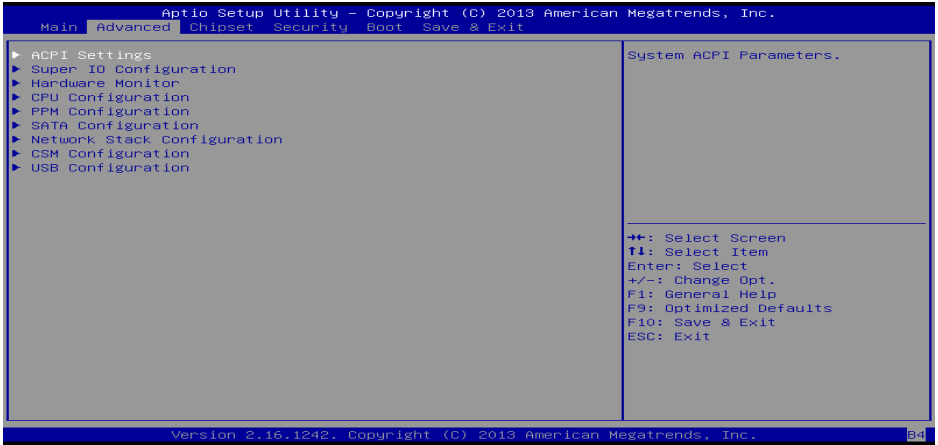 Aptio Setup Utility – Copyright (C) 2013 American Megatrends, Inc.
Main Advanced Chipset Security Boot Save & Exit
► ACPI Settings
► Super IO Configuration
► Hardware Monitor
► CPU Configuration
► PPM Configuration
► SATA Configuration
► Network Stack Configuration
► CSM Configuration
► USB Configuration
System ACPI Parameters.
→←: Select Screen
↑↓: Select Item
Enter: Select
+/-: Change Opt.
F1: General Help
F9: Optimized Defaults
F10: Save & Exit
ESC: Exit
Version 2.16.1242. Copyright (C) 2013 American Megatrends, Inc.
B4